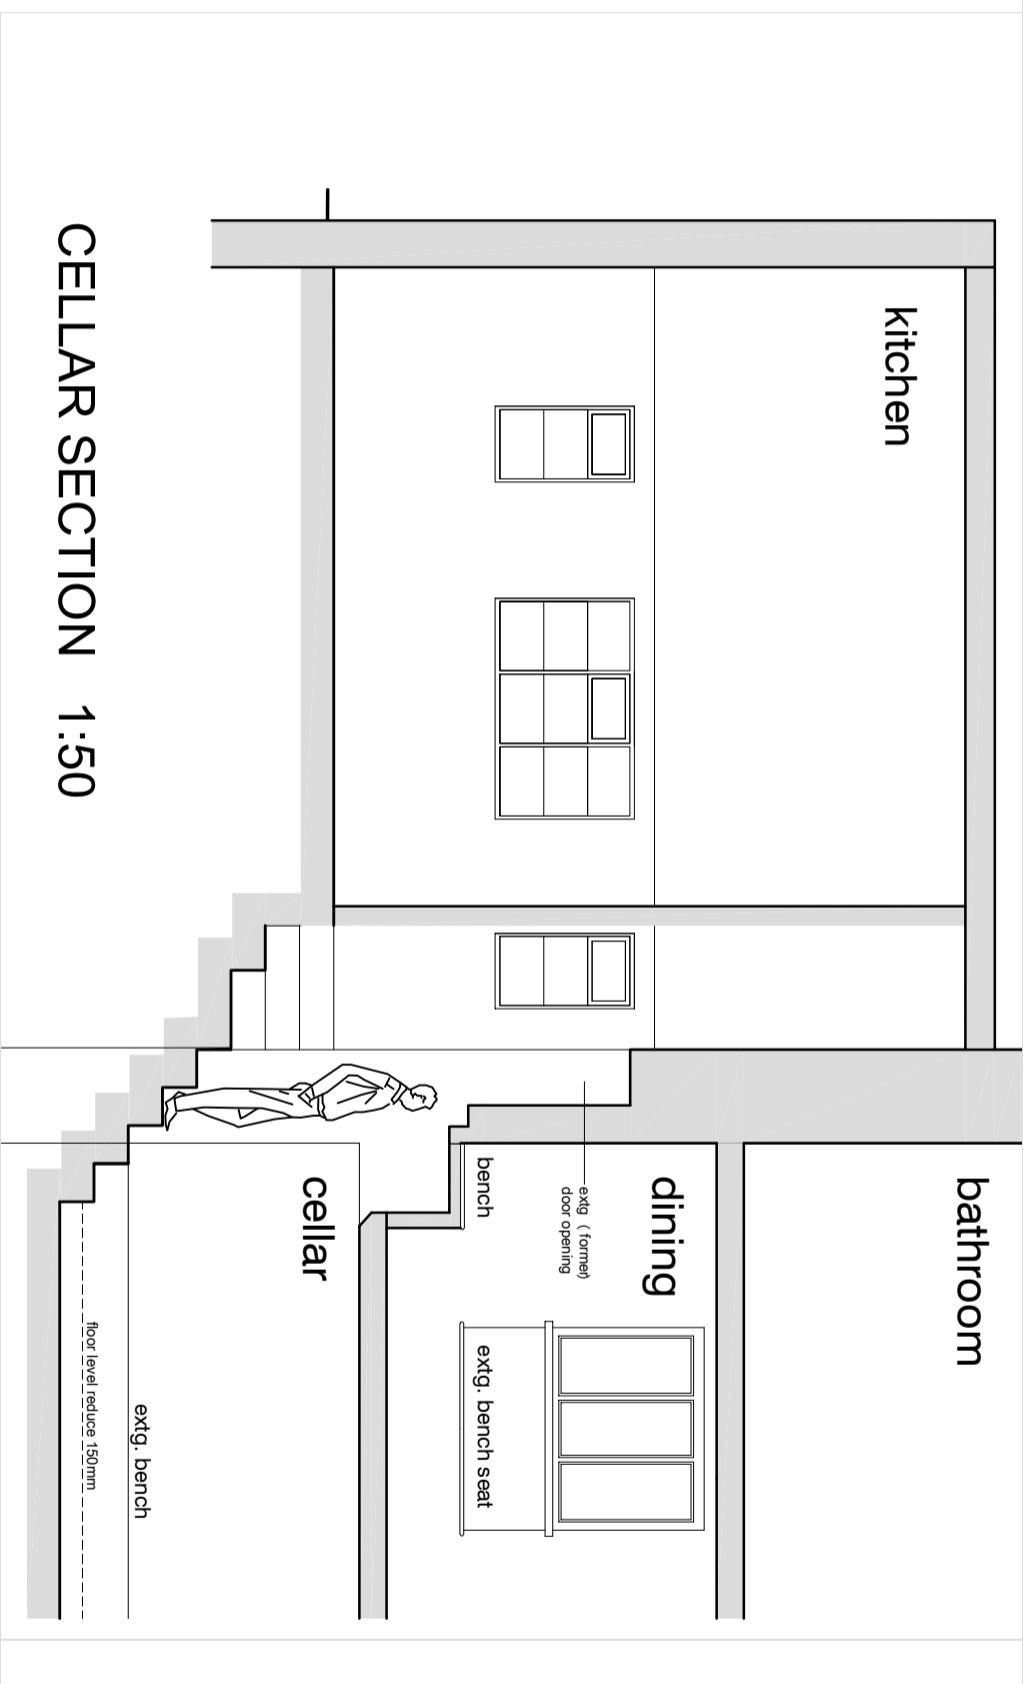 kitchen
bathroom
dining
extg ( former)
door opening
bench
extg. bench seat
cellar
extg. bench
floor level reduce 150mm
CELLAR SECTION 1:50